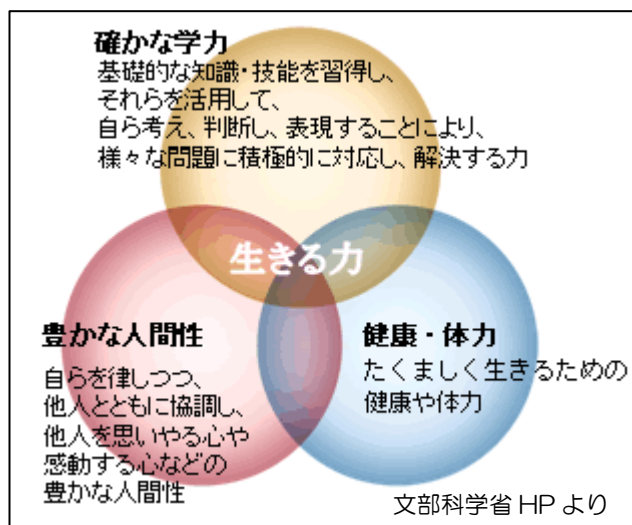 確かな学力
基礎的な知識・技能を習得し、
それらを活用して、
自ら考え、判断し、表現することにより、
様々な問題に積極的に対応し、解決する力
生きる力
豊かな人間性
自らを律しつつ、
他人とともに協調し、
他人を思いやる心や
感動する心などの
豊かな人間性
健康・体力
たくましく生きるための
健康や体力
文部科学省 HP より